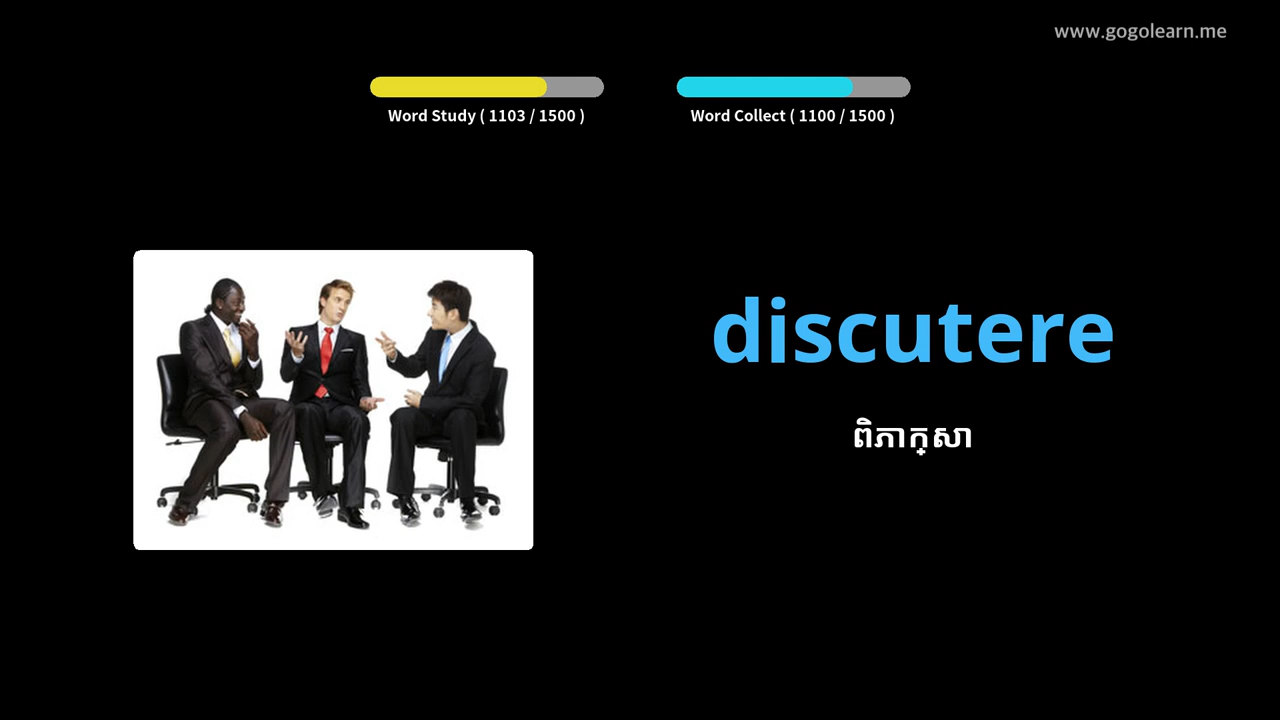 www.gogolearn.me
Word Study ( 1103 / 1500 )
Word Collect ( 1100 / 1500 )
discutere
ពិភាក្សា